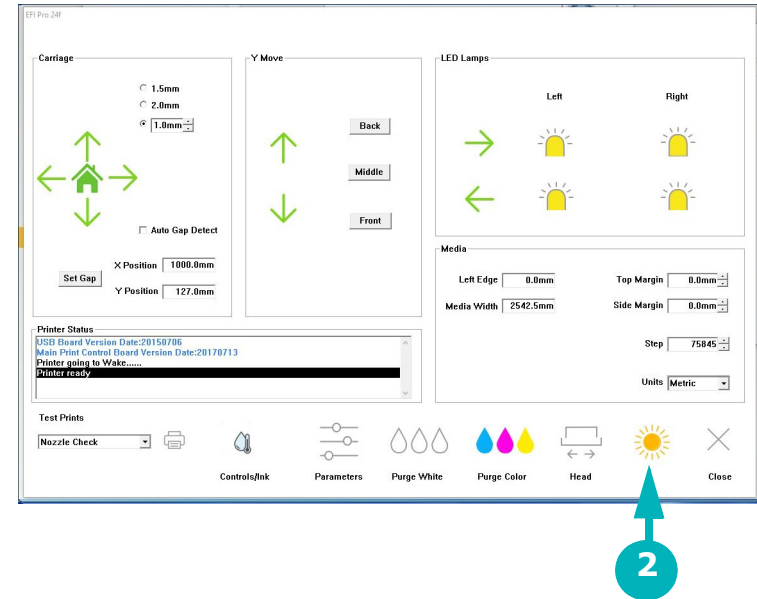 EFI Pro 24f
Carriage
1.5mm
2.0mm
1.0mm
Auto Gap Detect
Set Gap
X Position 1000.0mm
Y Position 127.0mm
Y Move
Back
Middle
Front
LED Lamps
Left Right
Media
Left Edge 0.0mm Top Margin 0.0mm
Media Width 2542.5mm Side Margin 0.0mm
Step 75845
Units Metric
Printer Status
USB Board Version Date:20150706
Main Print Control Board Version Date:20170713
Printer going to Wake......
Printer ready
Test Prints
Nozzle Check
Controls/Ink Parameters Purge White Purge Color Head Close
2